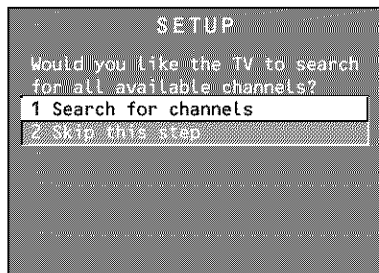 SETUP
Would you like the TV to search
for all available channels?
1 Search for channels
2 Skip this step